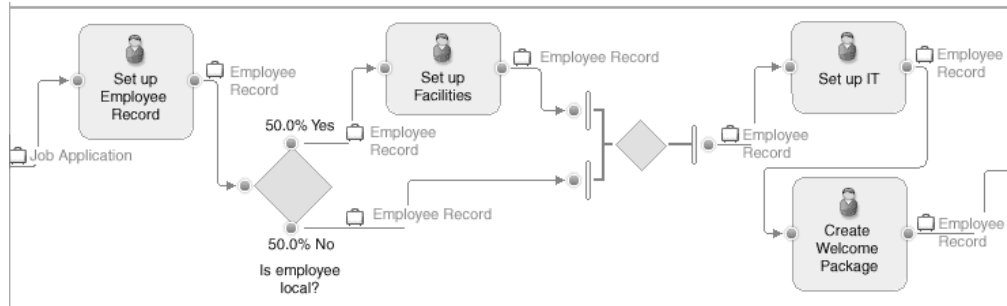 Job Application
Set up
Employee
Record
Employee
Record
50.0% Yes
50.0% No
Is employee
local?
Employee
Record
Set up
Facilities
Employee Record
Employee Record
Employee
Record
Set up IT
Employee
Record
Create
Welcome
Package
Employee
Record